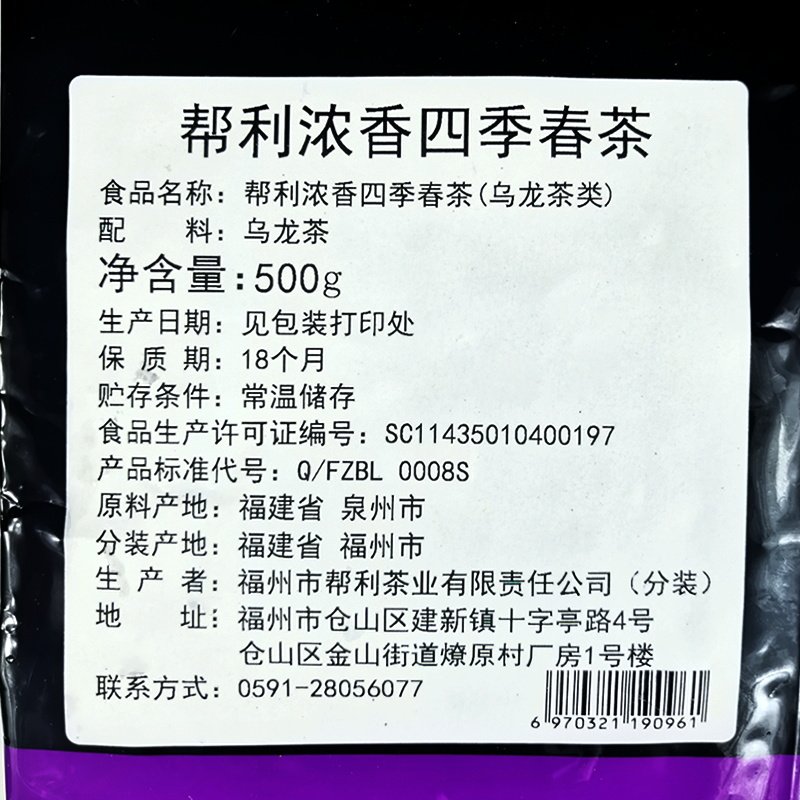 帮利浓香四季春茶
食品名称：帮利浓香四季春茶(乌龙茶类)
配　　料：乌龙茶
净含量：500g
生产日期：见包装打印处
保 质 期：18个月
贮存条件：常温储存
食品生产许可证编号：SC11435010400197
产品标准代号：Q/FZBL 0008S
原料产地：福建省 泉州市
分装产地：福建省 福州市
生 产 者：福州市帮利茶业有限责任公司（分装）
地　　址：福州市仓山区建新镇十字亭路4号
仓山区金山街道燎原村厂房1号楼
联系方式：0591-28056077
6 970321 190961